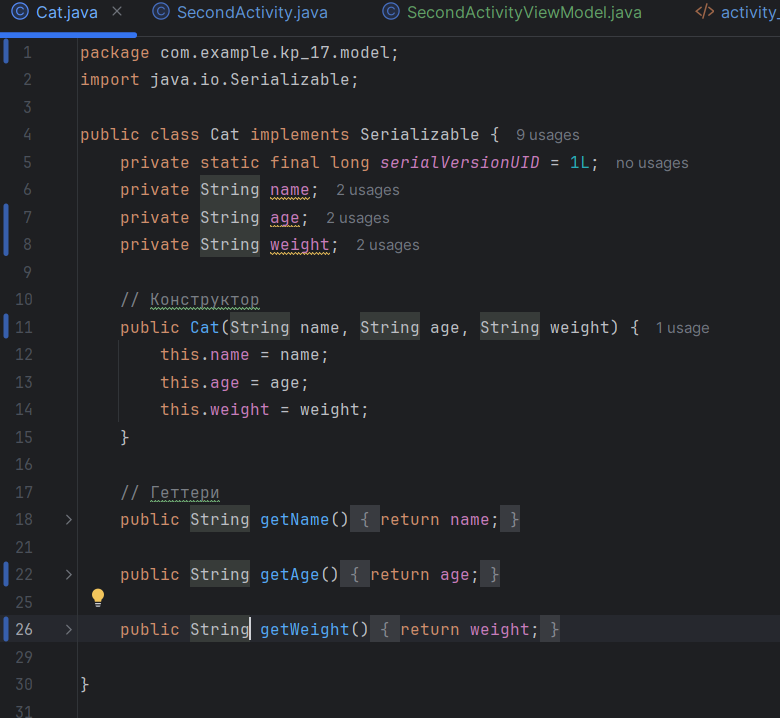 Cat.java SecondActivity.java SecondActivityViewModel.java activity_
1 package com.example.kp_17.model;
2 import java.io.Serializable;
3
4 public class Cat implements Serializable { 9 usages
5 private static final long serialVersionUID = 1L; no usages
6 private String name; 2 usages
7 private String age; 2 usages
8 private String weight; 2 usages
9
10 // Конструктор
11 public Cat(String name, String age, String weight) { 1 usage
12 this.name = name;
13 this.age = age;
14 this.weight = weight;
15 }
16
17 // Геттери
18 public String getName() { return name; }
21
22 public String getAge() { return age; }
25
26 public String getWeight() { return weight; }
29
30 }
31